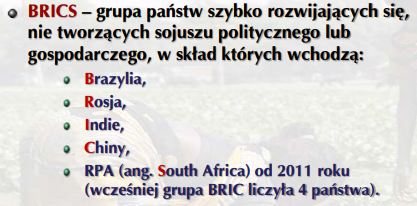 BRICS – grupa państw szybko rozwijających się,
nie tworzących sojuszu politycznego lub
gospodarczego, w skład których wchodzą:
Brazylia,
Rosja,
Indie,
Chiny,
RPA (ang. South Africa) od 2011 roku
(wcześniej grupa BRIC liczyła 4 państwa).